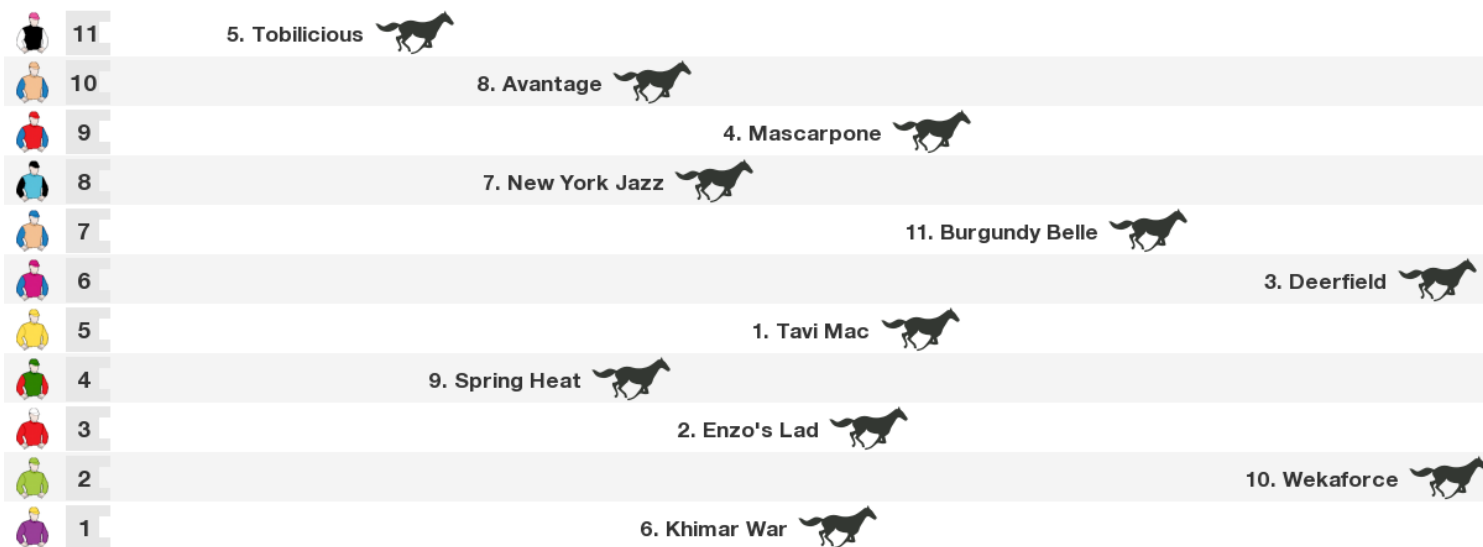 11 5. Tobilicious
10 8. Avantage
9 4. Mascarpone
8 7. New York Jazz
7 11. Burgundy Belle
6 3. Deerfield
5 1. Tavi Mac
4 9. Spring Heat
3 2. Enzo's Lad
2 10. Wekaforce
1 6. Khimar War